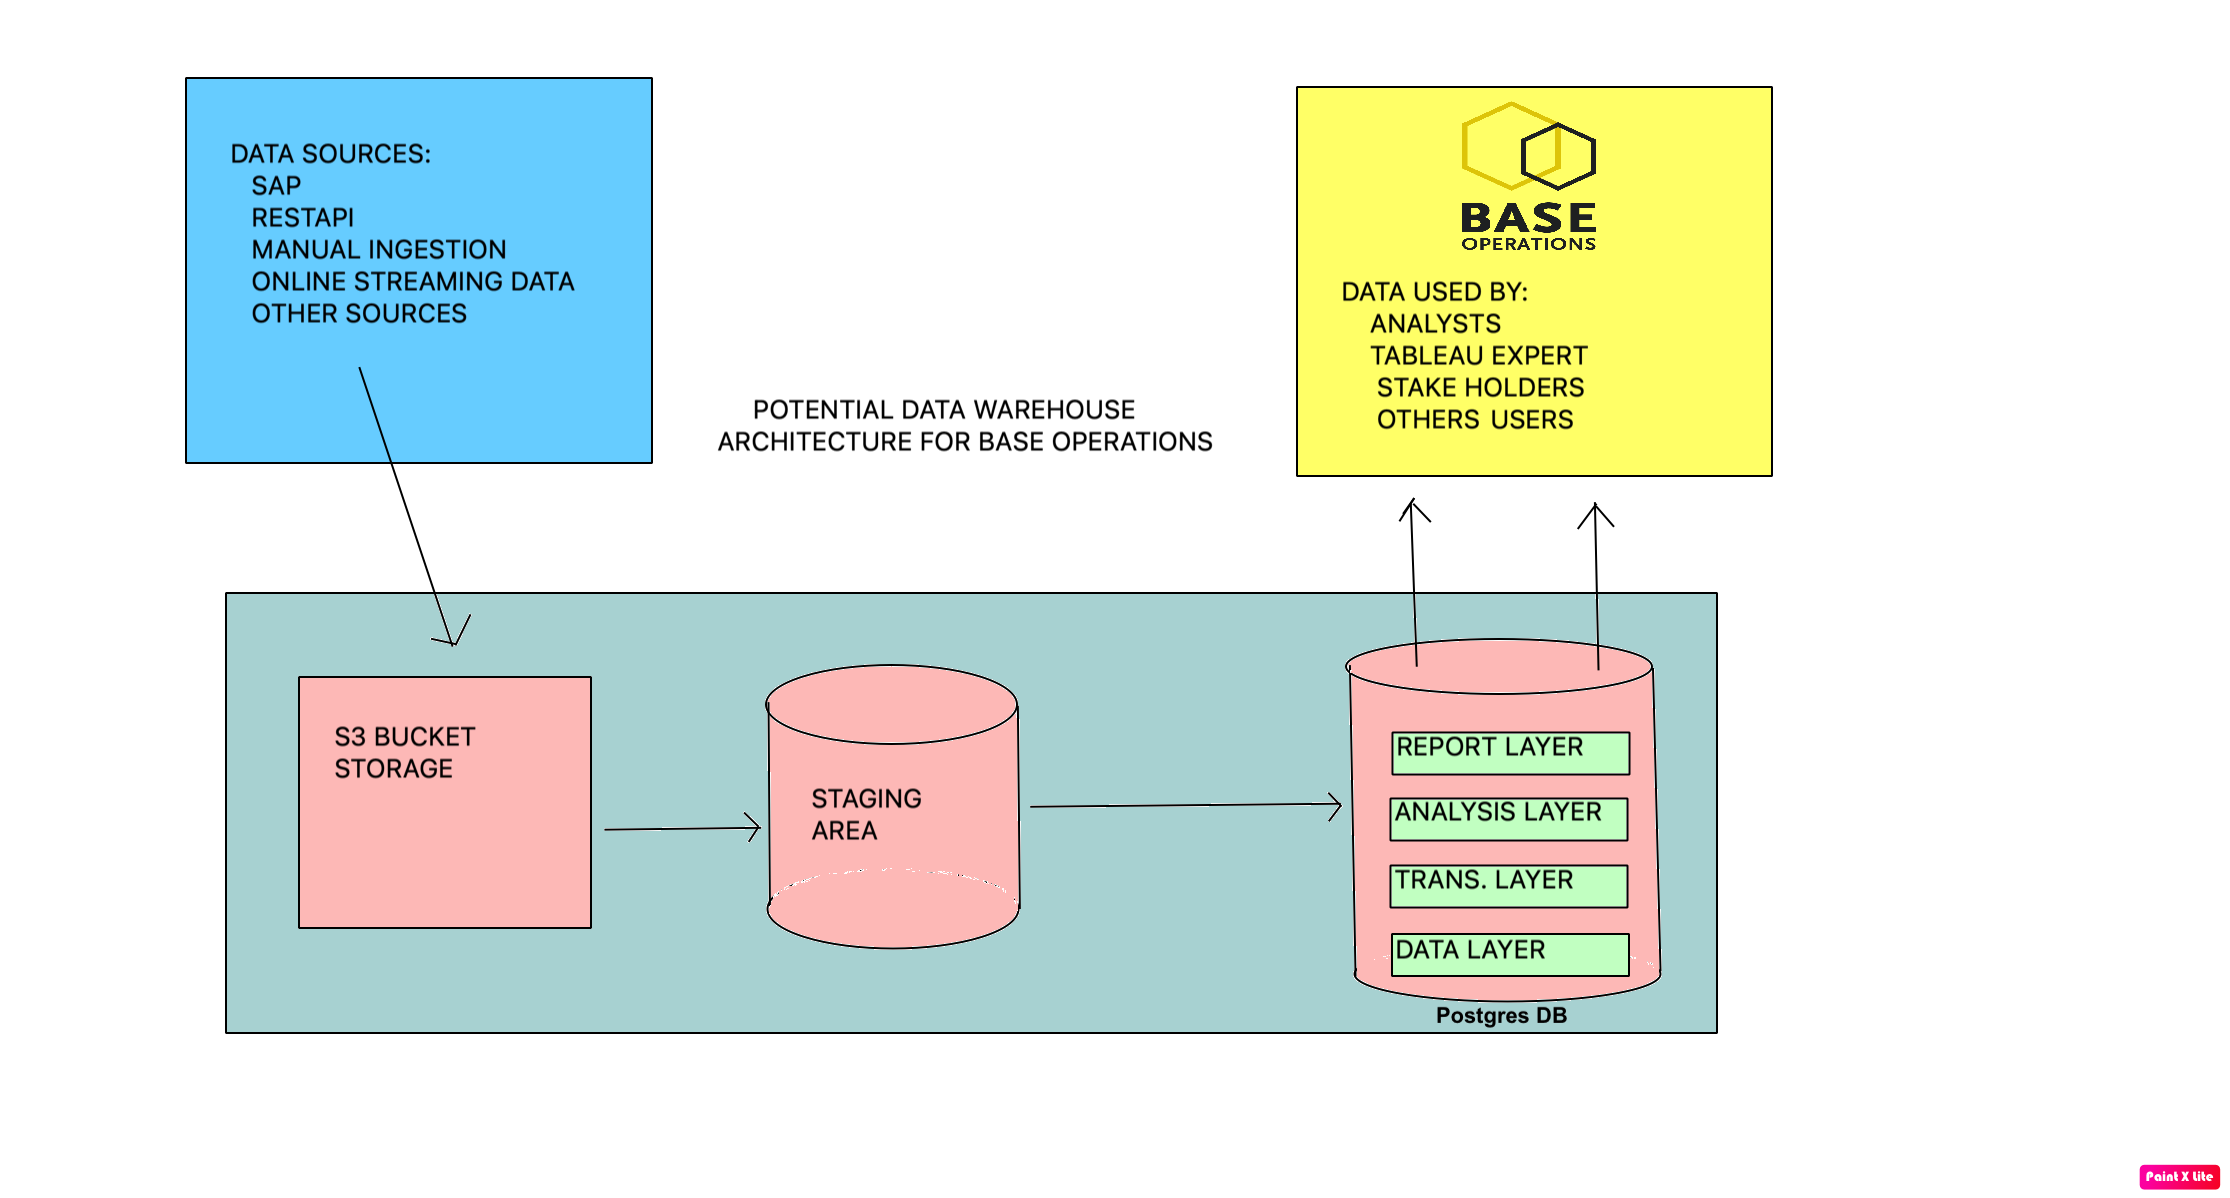 DATA SOURCES:
SAP
RESTAPI
MANUAL INGESTION
ONLINE STREAMING DATA
OTHER SOURCES
BASE
OPERATIONS
DATA USED BY:
ANALYSTS
TABLEAU EXPERT
STAKE HOLDERS
OTHERS USERS
POTENTIAL DATA WAREHOUSE
ARCHITECTURE FOR BASE OPERATIONS
S3 BUCKET
STORAGE
STAGING
AREA
REPORT LAYER
ANALYSIS LAYER
TRANS. LAYER
DATA LAYER
Postgres DB
Paint X Lite